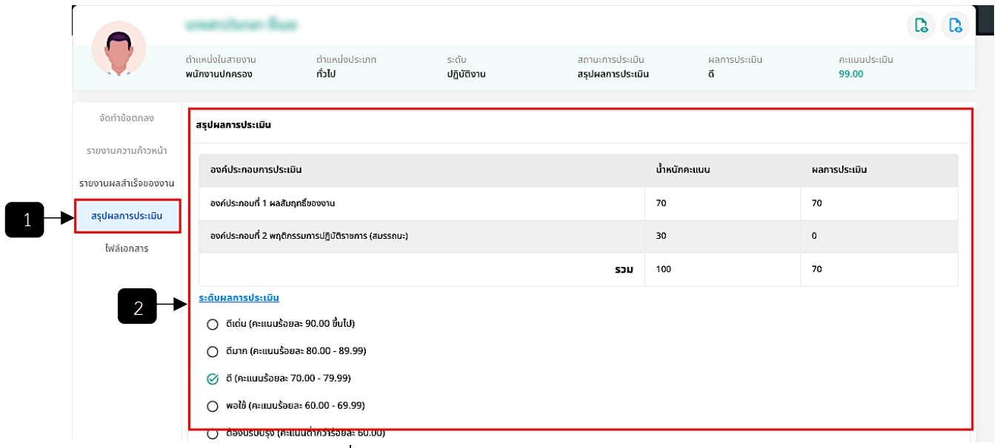 ตำแหน่งในสายงาน ตำแหน่งประเภท ระดับ สถานะการประเมิน ผลการประเมิน คะแนนประเมิน
พนักงานปกครอง ทั่วไป ปฏิบัติงาน สรุปผลการประเมิน ดี 99.00
จัดทำข้อตกลง
รายงานความก้าวหน้า
รายงานผลสำเร็จของงาน
1
สรุปผลการประเมิน
ไฟล์เอกสาร
2
สรุปผลการประเมิน
องค์ประกอบการประเมิน น้ำหนักคะแนน ผลการประเมิน
องค์ประกอบที่ 1 ผลสัมฤทธิ์ของงาน 70 70
องค์ประกอบที่ 2 พฤติกรรมการปฏิบัติราชการ (สมรรถนะ) 30 0
รวม 100 70
ระดับผลการประเมิน
ดีเด่น (คะแนนร้อยละ 90.00 ขึ้นไป)
ดีมาก (คะแนนร้อยละ 80.00 - 89.99)
ดี (คะแนนร้อยละ 70.00 - 79.99)
พอใช้ (คะแนนร้อยละ 60.00 - 69.99)
ต้องปรับปรุง (คะแนนต่ำกว่าร้อยละ 60.00)